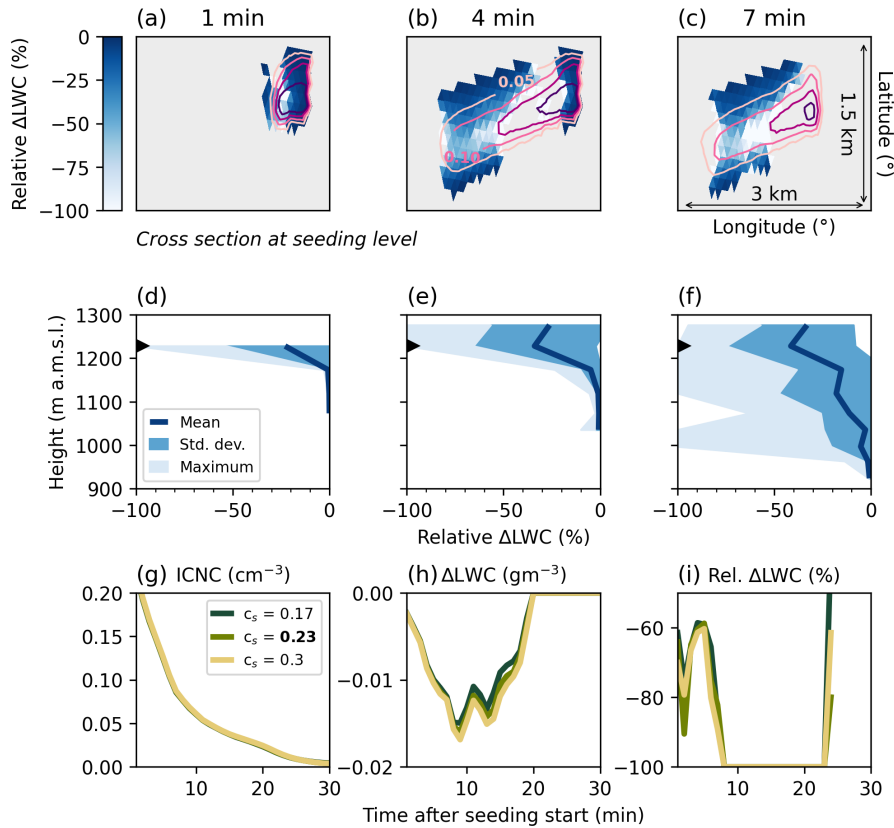 (a) 1 min
(b) 4 min
(c) 7 min
Relative ΔLWC (%)
0
−25
−50
−75
−100
0.05
0.10
1.5 km
3 km
Latitude (°)
Longitude (°)
Cross section at seeding level
(d)
(e)
(f)
Height (m a.m.s.l.)
1300
1200
1100
1000
900
Mean
Std. dev.
Maximum
−100 −50 0
−100 −50 0
−100 −50 0
Relative ΔLWC (%)
(g) ICNC (cm⁻³)
(h) ΔLWC (gm⁻³)
(i) Rel. ΔLWC (%)
0.20
0.15
0.10
0.05
0.00
cₛ = 0.17
cₛ = 0.23
cₛ = 0.3
−0.00
−0.01
−0.02
−60
−80
−100
10 20 30
10 20 30
10 20 30
Time after seeding start (min)